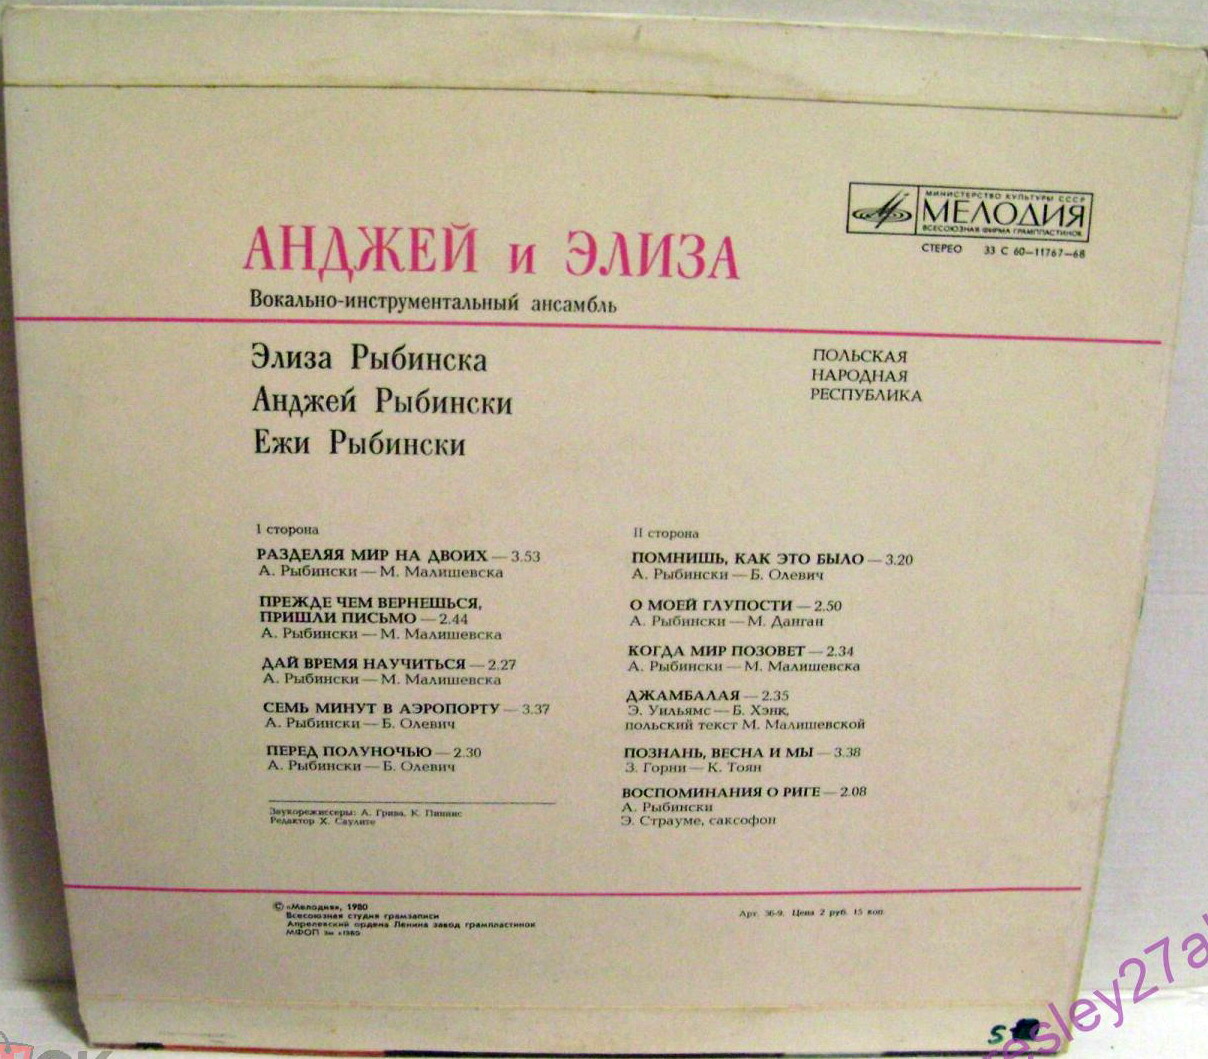 МИНИСТЕРСТВО КУЛЬТУРЫ СССР
МЕЛОДИЯ
ВСЕСОЮЗНАЯ ФИРМА ГРАМПЛАСТИНОК
СТЕРЕО 33 С 60—11767—68
АНДЖЕЙ и ЭЛИЗА
Вокально-инструментальный ансамбль
Элиза Рыбинска
Анджей Рыбински
Ежи Рыбински
ПОЛЬСКАЯ
НАРОДНАЯ
РЕСПУБЛИКА
I сторона
РАЗДЕЛЯЯ МИР НА ДВОИХ — 3.53
А. Рыбински — М. Малишевска
ПРЕЖДЕ ЧЕМ ВЕРНЕШЬСЯ,
ПРИШЛИ ПИСЬМО — 2.44
А. Рыбински — М. Малишевска
ДАЙ ВРЕМЯ НАУЧИТЬСЯ — 2.27
А. Рыбински — М. Малишевска
СЕМЬ МИНУТ В АЭРОПОРТУ — 3.37
А. Рыбински — Б. Олевич
ПЕРЕД ПОЛУНОЧЬЮ — 2.30
А. Рыбински — Б. Олевич
Звукорежиссеры: А. Грива, К. Пиннис
Редактор Х. Саулите
II сторона
ПОМНИШЬ, КАК ЭТО БЫЛО — 3.20
А. Рыбински — Б. Олевич
О МОЕЙ ГЛУПОСТИ — 2.50
А. Рыбински — М. Данган
КОГДА МИР ПОЗОВЕТ — 2.34
А. Рыбински — М. Малишевска
ДЖАМБАЛАЯ — 2.35
Э. Уильямс — Б. Хэнк,
польский текст М. Малишевской
ПОЗНАНЬ, ВЕСНА И МЫ — 3.38
З. Горни — К. Тоян
ВОСПОМИНАНИЯ О РИГЕ — 2.08
А. Рыбински
Э. Страуме, саксофон
© «Мелодия», 1980
Всесоюзная студия грамзаписи
Апрелевский ордена Ленина завод грампластинок
МФОП
Арт. 36-9. Цена 2 руб. 15 коп.